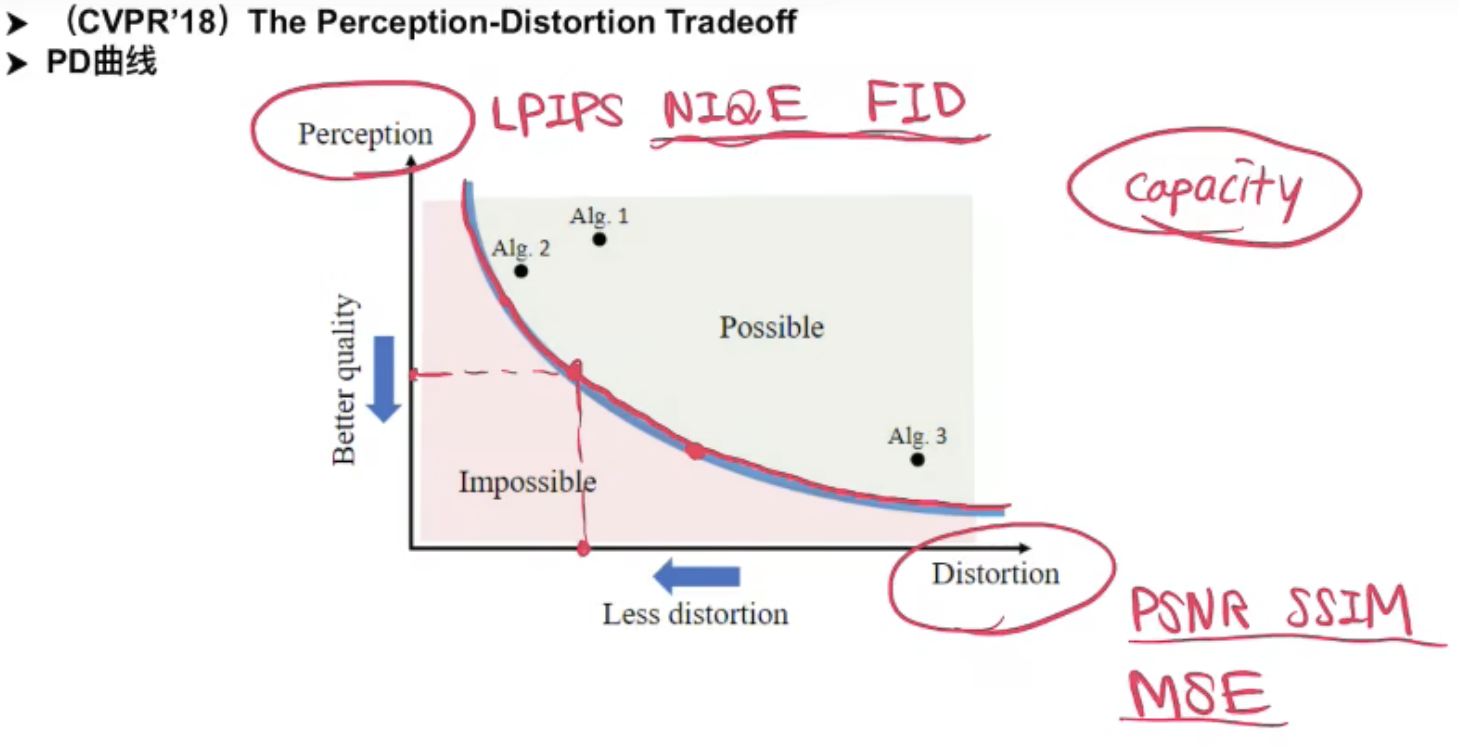 ➤ （CVPR'18）The Perception-Distortion Tradeoff
➤ PD曲线
Perception
LPIPS NIQE FID
capacity
Alg. 1
Alg. 2
Possible
Better quality
Alg. 3
Impossible
Distortion
Less distortion
PSNR SSIM
MSE